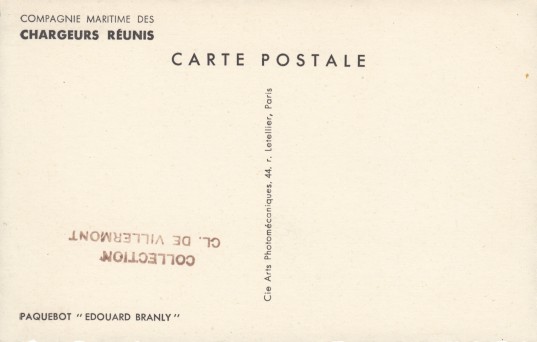 COMPAGNIE MARITIME DES
CHARGEURS RÉUNIS
CARTE POSTALE
Cie Arts Photomécaniques, 44, r. Letellier, Paris
COLLECTION
CL. DE VILLERMONT
PAQUEBOT " EDOUARD BRANLY "